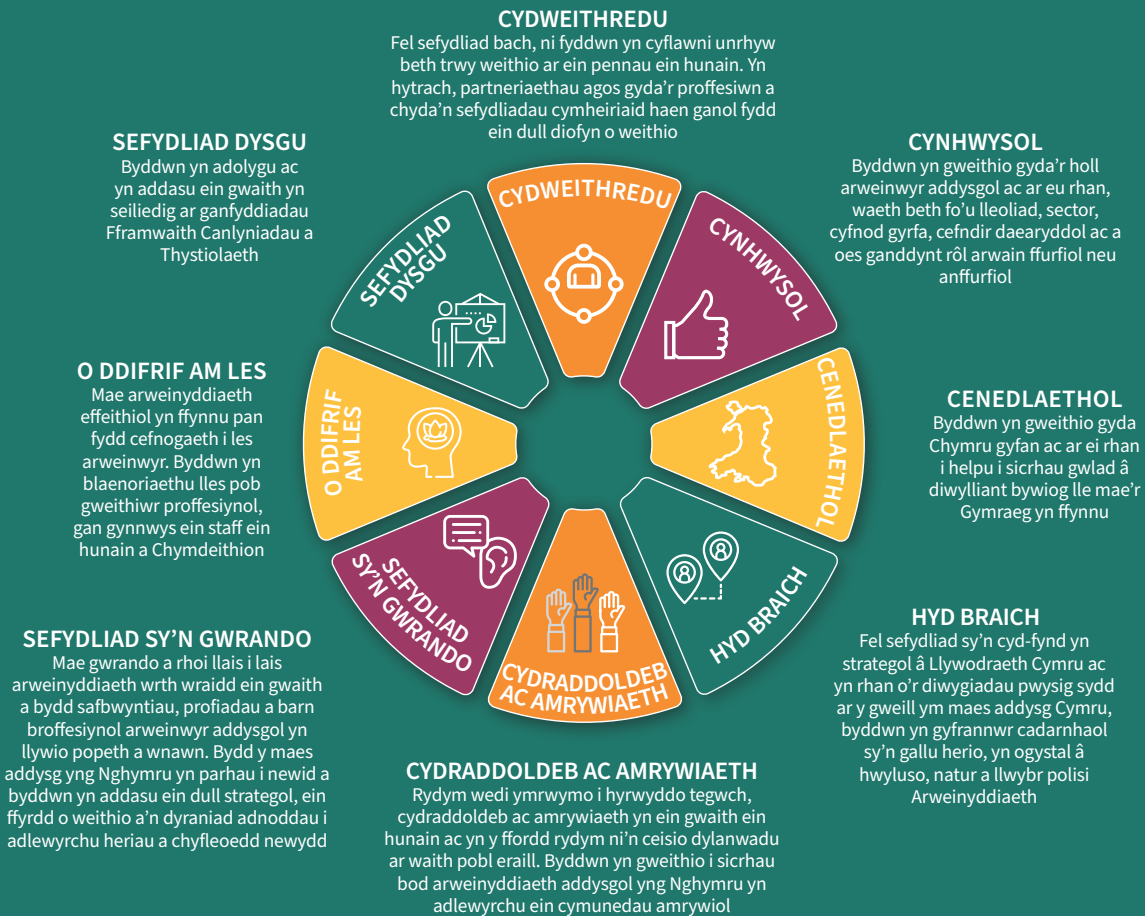 CYDWEITHREDU
Fel sefydliad bach, ni fyddwn yn cyflawni unrhyw
beth trwy weithio ar ein pennau ein hunain. Yn
hytrach, partneriaethau agos gyda'r proffesiwn a
chyda'n sefydliadau cymheiriaid haen ganol fydd
ein dull diofyn o weithio
SEFYDLIAD DYSGU
Byddwn yn adolygu ac
yn addasu ein gwaith yn
seiliedig ar ganfyddiadau
Fframwaith Canlyniadau a
Thystiolaeth
CYNHWYSOL
Byddwn yn gweithio gyda'r holl
arweinwyr addysgol ac ar eu rhan,
waeth beth fo'u lleoliad, sector,
cyfnod gyrfa, cefndir daearyddol ac a
oes ganddynt rôl arwain ffurfiol neu
anffurfiol
CYDWEITHREDU
CYNHWYSOL
CENEDLAETHOL
HYD BRAICH
CYDRADDOLDEB
AC AMRYWIAETH
SEFYDLIAD
SY'N GWRANDO
O DDIFRIF
AM LES
SEFYDLIAD
DYSGU
O DDIFRIF AM LES
Mae arweinyddiaeth
effeithiol yn ffynnu pan
fydd cefnogaeth i les
arweinwyr. Byddwn yn
blaenoriaethu lles pob
gweithiwr proffesiynol,
gan gynnwys ein staff ein
hunain a Chymdeithion
CENEDLAETHOL
Byddwn yn gweithio gyda
Chymru gyfan ac ar ei rhan
i helpu i sicrhau gwlad â
diwylliant bywiog lle mae'r
Gymraeg yn ffynnu
SEFYDLIAD SY'N GWRANDO
Mae gwrando a rhoi llais i lais
arweinyddiaeth wrth wraidd ein gwaith
a bydd safbwyntiau, profiadau a barn
broffesiynol arweinwyr addysgol yn
llywio popeth a wnawn. Bydd y maes
addysg yng Nghymru yn parhau i newid a
byddwn yn addasu ein dull strategol, ein
ffyrdd o weithio a'n dyraniad adnoddau i
adlewyrchu heriau a chyfleoedd newydd
HYD BRAICH
Fel sefydliad sy'n cyd-fynd yn
strategol â Llywodraeth Cymru ac
yn rhan o'r diwygiadau pwysig sydd
ar y gweill ym maes addysg Cymru,
byddwn yn gyfrannwr cadarnhaol
sy'n gallu herio, yn ogystal â
hwyluso, natur a llwybr polisi
Arweinyddiaeth
CYDRADDOLDEB AC AMRYWIAETH
Rydym wedi ymrwymo i hyrwyddo tegwch,
cydraddoldeb ac amrywiaeth yn ein gwaith ein
hunain ac yn y ffordd rydym ni'n ceisio dylanwadu
ar waith pobl eraill. Byddwn yn gweithio i sicrhau
bod arweinyddiaeth addysgol yng Nghymru yn
adlewyrchu ein cymunedau amrywiol